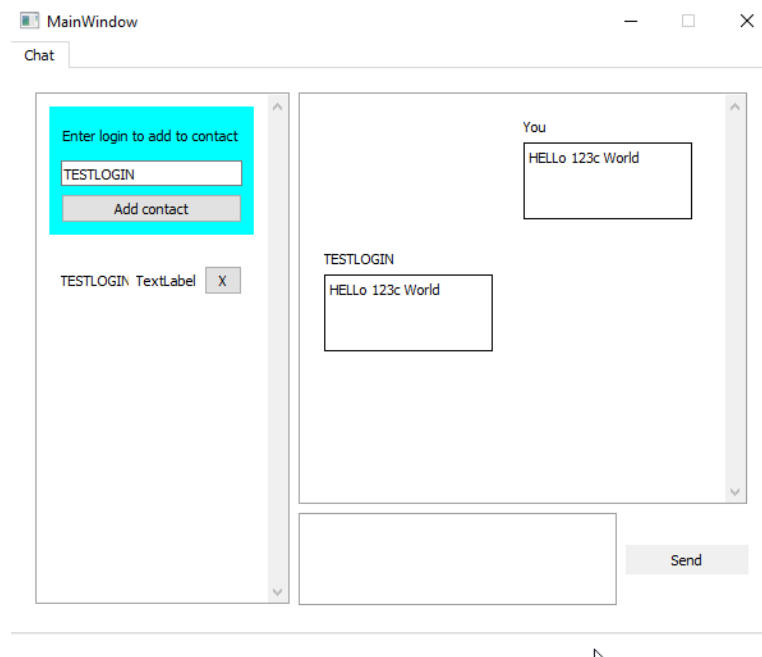 MainWindow
Chat
Enter login to add to contact
TESTLOGIN
Add contact
TESTLOGIN TextLabel X
You
HELLo 123c World
TESTLOGIN
HELLo 123c World
Send